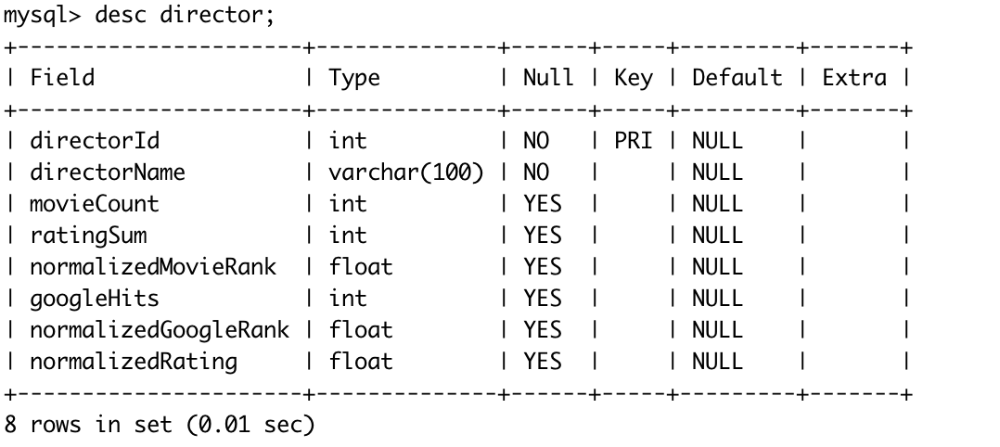 mysql> desc director;
+----------------------+--------------+------+-----+---------+-------+
| Field                | Type         | Null | Key | Default | Extra |
+----------------------+--------------+------+-----+---------+-------+
| directorId           | int          | NO   | PRI | NULL    |       |
| directorName         | varchar(100) | NO   |     | NULL    |       |
| movieCount           | int          | YES  |     | NULL    |       |
| ratingSum            | int          | YES  |     | NULL    |       |
| normalizedMovieRank  | float        | YES  |     | NULL    |       |
| googleHits           | int          | YES  |     | NULL    |       |
| normalizedGoogleRank | float        | YES  |     | NULL    |       |
| normalizedRating     | float        | YES  |     | NULL    |       |
+----------------------+--------------+------+-----+---------+-------+
8 rows in set (0.01 sec)